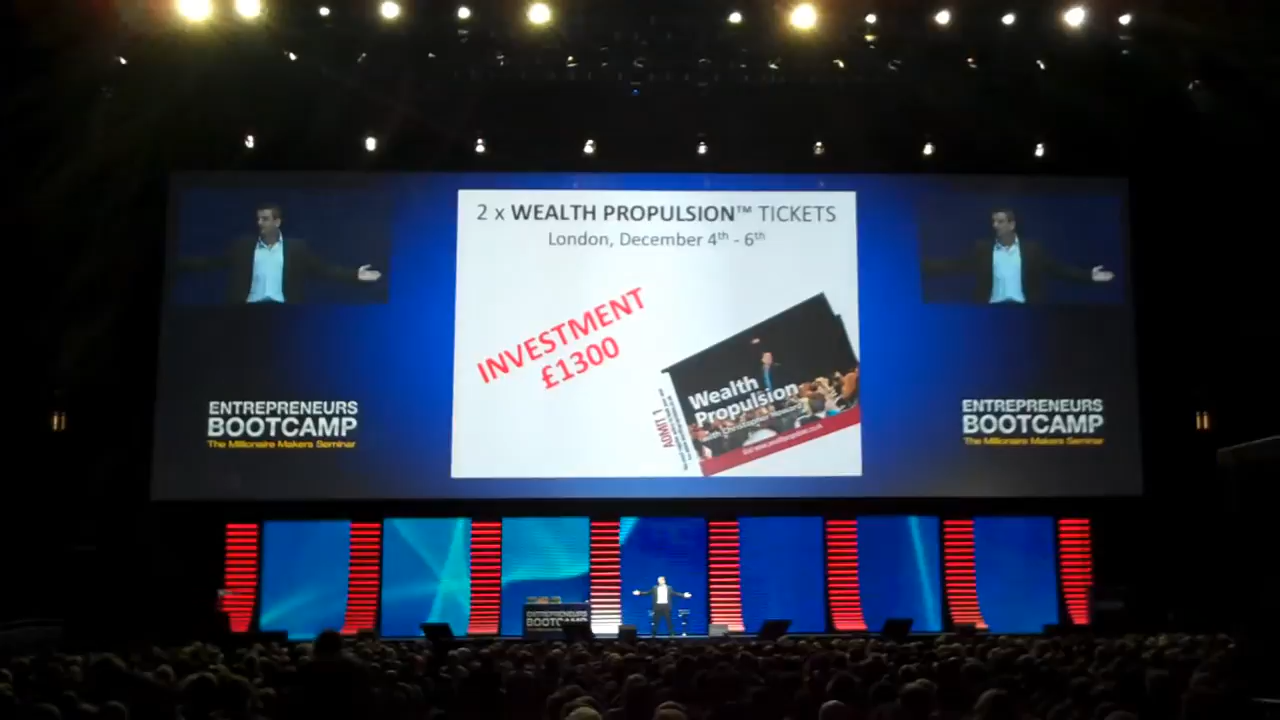 2 x WEALTH PROPULSION™ TICKETS
London, December 4th - 6th
INVESTMENT
£1300
Wealth
Propulsion
ADMIT 1
ENTREPRENEURS
BOOTCAMP
The Millionaire Makers Seminar
ENTREPRENEURS
BOOTCAMP
The Millionaire Makers Seminar
ENTREPRENEURS
BOOTCAMP